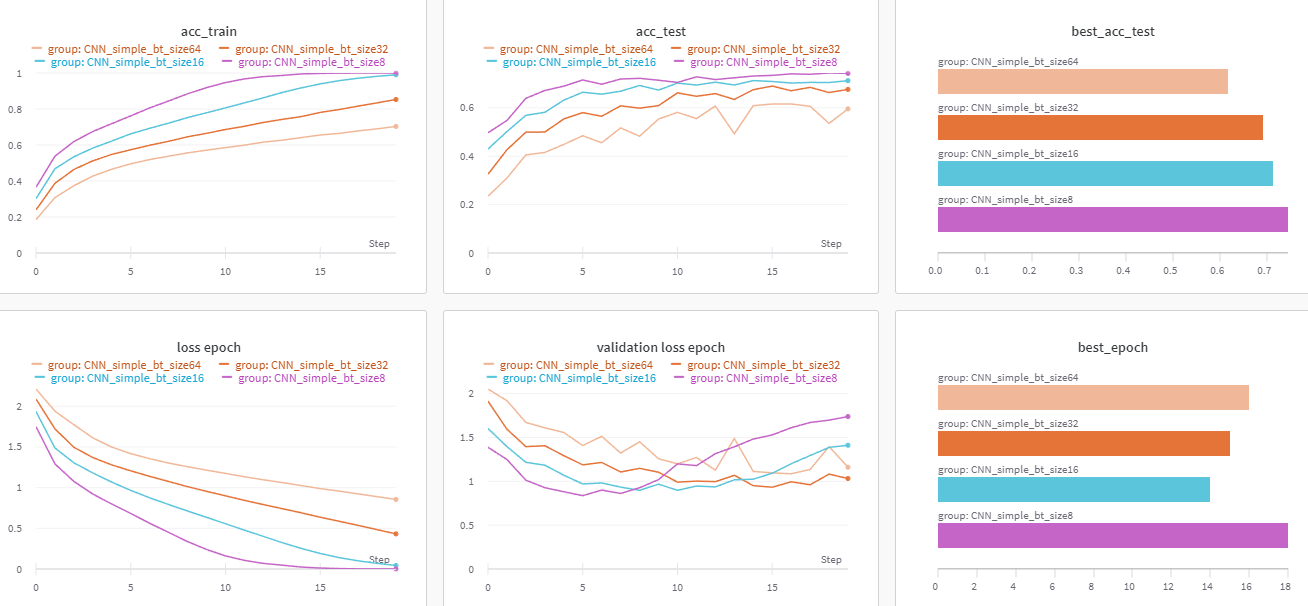 acc_train
group: CNN_simple_bt_size64 group: CNN_simple_bt_size32
group: CNN_simple_bt_size16 group: CNN_simple_bt_size8
1
0.8
0.6
0.4
0.2
0
Step
0 5 10 15
acc_test
group: CNN_simple_bt_size64 group: CNN_simple_bt_size32
group: CNN_simple_bt_size16 group: CNN_simple_bt_size8
0.6
0.4
0.2
0
Step
0 5 10 15
best_acc_test
group: CNN_simple_bt_size64
group: CNN_simple_bt_size32
group: CNN_simple_bt_size16
group: CNN_simple_bt_size8
0.0 0.1 0.2 0.3 0.4 0.5 0.6 0.7
loss epoch
group: CNN_simple_bt_size64 group: CNN_simple_bt_size32
group: CNN_simple_bt_size16 group: CNN_simple_bt_size8
2
1.5
1
0.5
0
Step
0 5 10 15
validation loss epoch
group: CNN_simple_bt_size64 group: CNN_simple_bt_size32
group: CNN_simple_bt_size16 group: CNN_simple_bt_size8
2
1.5
1
0.5
0
Step
0 5 10 15
best_epoch
group: CNN_simple_bt_size64
group: CNN_simple_bt_size32
group: CNN_simple_bt_size16
group: CNN_simple_bt_size8
0 2 4 6 8 10 12 14 16 18